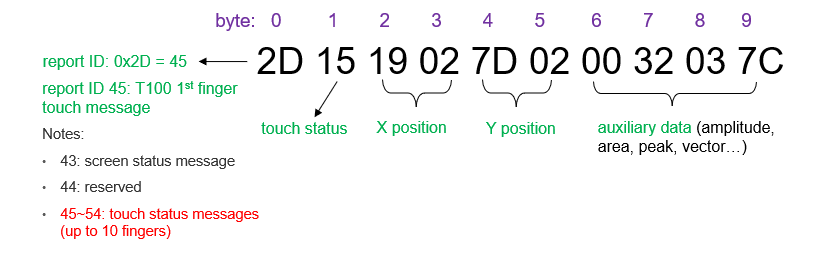 byte: 0 1 2 3 4 5 6 7 8 9
report ID: 0x2D = 45
2D 15 19 02 7D 02 00 32 03 7C
report ID 45: T100 1st finger
touch message
touch status
X position
Y position
auxiliary data (amplitude,
area, peak, vector…)
Notes:
• 43: screen status message
• 44: reserved
• 45~54: touch status messages
(up to 10 fingers)